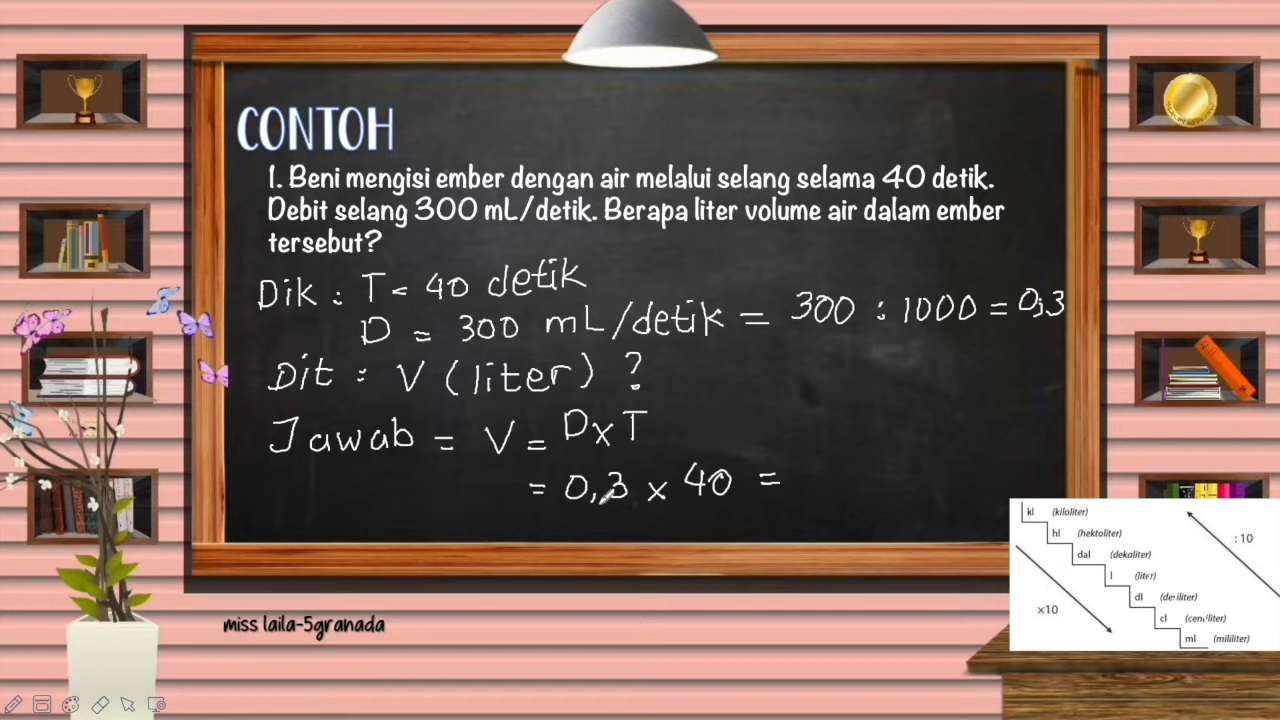 CONTOH
1. Beni mengisi ember dengan air melalui selang selama 40 detik.
Debit selang 300 mL/detik. Berapa liter volume air dalam ember
tersebut?
Dik : T = 40 detik
D = 300 mL/detik = 300 : 1000 = 0,3
Dit : V (liter) ?
Jawab = V = D x T
= 0,3 x 40 =
kl (kiloliter)
hl (hektoliter)
dal (dekaliter)
l (liter)
dl (desiliter)
cl (centiliter)
ml (mililiter)
: 10
x10
miss laila-5granada